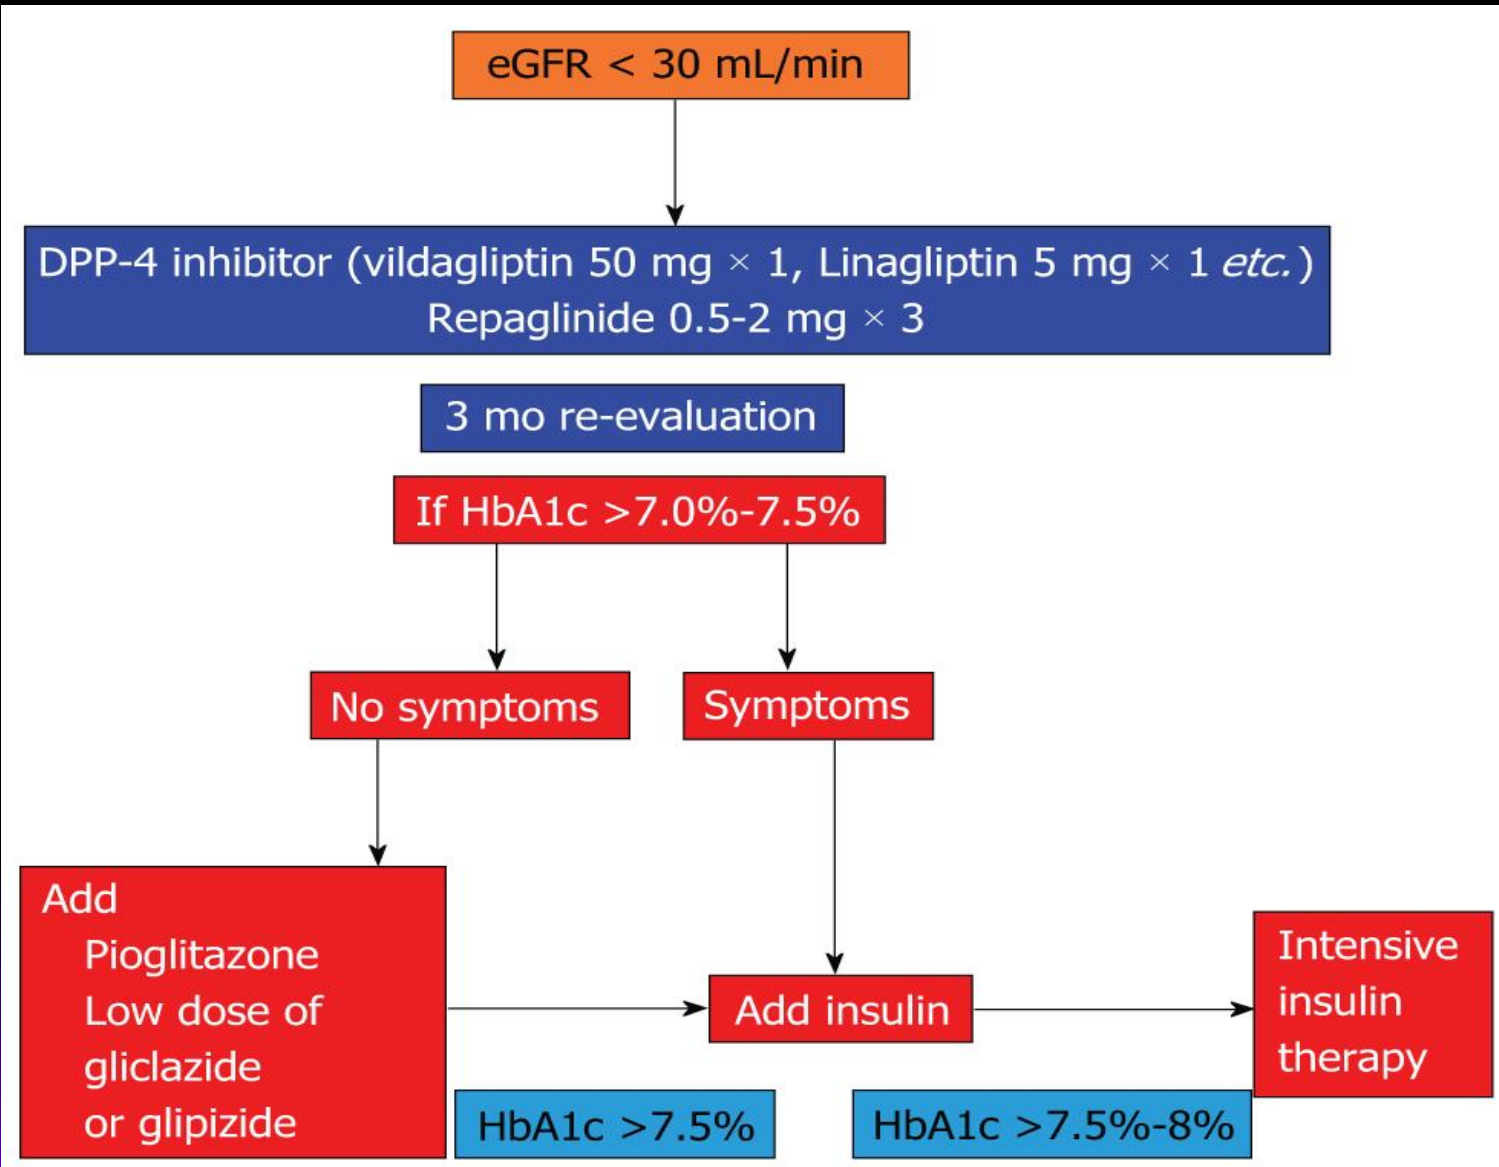 eGFR < 30 mL/min
DPP-4 inhibitor (vildagliptin 50 mg × 1, Linagliptin 5 mg × 1 etc.)
Repaglinide 0.5-2 mg × 3
3 mo re-evaluation
If HbA1c >7.0%-7.5%
No symptoms
Symptoms
Add
Pioglitazone
Low dose of
gliclazide
or glipizide
Add insulin
Intensive
insulin
therapy
HbA1c >7.5%
HbA1c >7.5%-8%